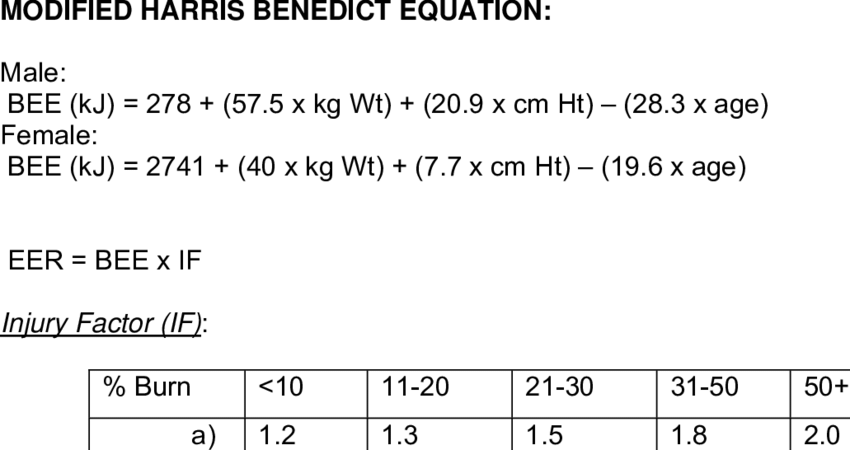 MODIFIED HARRIS BENEDICT EQUATION:
Male:
BEE (kJ) = 278 + (57.5 x kg Wt) + (20.9 x cm Ht) – (28.3 x age)
Female:
BEE (kJ) = 2741 + (40 x kg Wt) + (7.7 x cm Ht) – (19.6 x age)
EER = BEE x IF
Injury Factor (IF):
% Burn <10 11-20 21-30 31-50 50+
a) 1.2 1.3 1.5 1.8 2.0